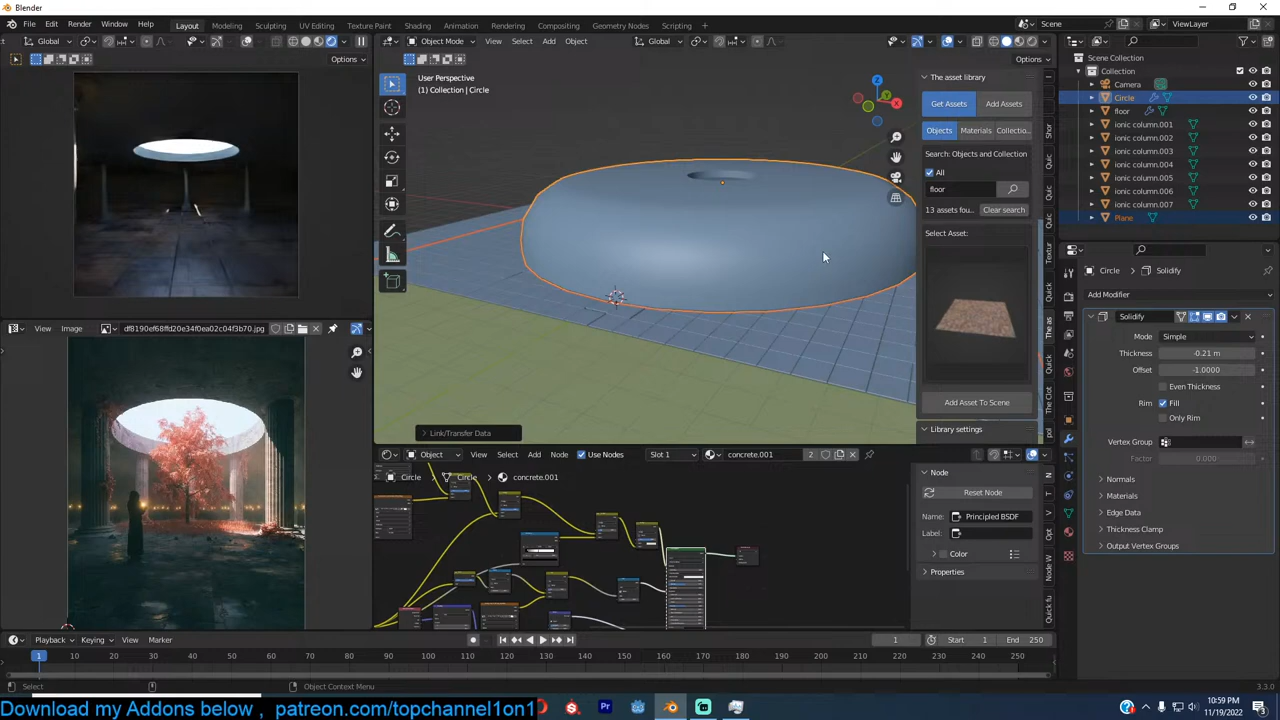 Blender
File Edit Render Window Help Layout Modeling Sculpting UV Editing Texture Paint Shading Animation Rendering Compositing Geometry Nodes Scripting Scene ViewLayer
Global
Object Mode View Select Add Object Global
Options
Options
User Perspective
(1) Collection | Circle
The asset library
Get Assets Add Assets
Objects Materials Collectio...
Search: Objects and Collection
All
floor
13 assets fou... Clear search
Select Asset:
Add Asset To Scene
Library settings
Link/Transfer Data
Scene Collection
Collection
Camera
Circle
floor
ionic column.001
ionic column.002
ionic column.003
ionic column.004
ionic column.005
ionic column.006
ionic column.007
Plane
Circle Solidify
Add Modifier
Solidify
Mode Simple
Thickness -0.21 m
Offset -1.0000
Even Thickness
Rim Fill
Only Rim
Vertex Group
Factor 0.000
Normals
Materials
Edge Data
Thickness Clamp
Output Vertex Groups
View Image df8190ef68ffd20e34f0ea02c04f3b70.jpg
Object View Select Add Node Use Nodes Slot 1 concrete.001 2
Circle Circle concrete.001
Node
Reset Node
Name: Principled BSDF
Label:
Color
Properties
Playback Keying View Marker
1 Start 1 End 250
1 10 20 30 40 50 60 70 80 90 100 110 120 130 140 150 160 170 180 190 200 210 220 230 240 250
Select Object Context Menu 3.3.0
Download my Addons below , patreon.com/topchannel1on1
10:59 PM
11/19/2022